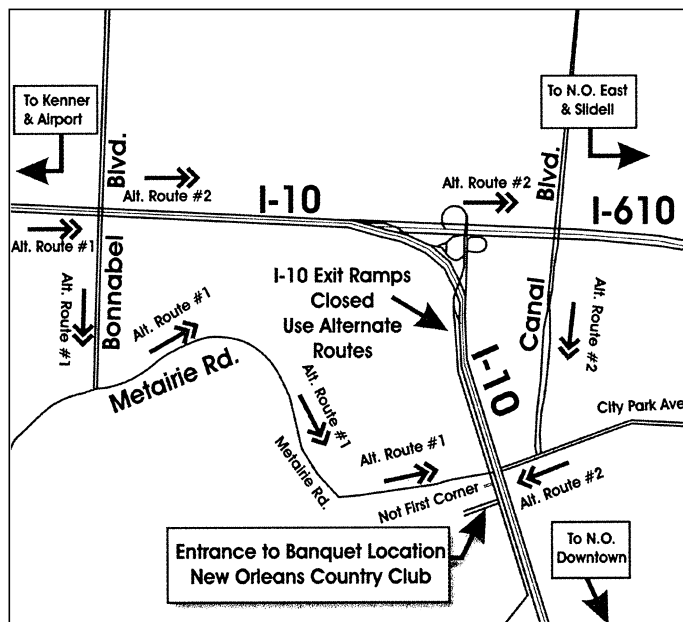 To Kenner
& Airport
To N.O. East
& Slidell
Blvd.
Alt. Route #2
Alt. Route #2
Blvd.
I-10
I-610
Alt. Route #1
Alt. Route #1
Bonnabel
Alt. Route #1
I-10 Exit Ramps
Closed
Use Alternate
Routes
Canal
Alt. Route #2
Metairie Rd.
I-10
Alt. Route #1
City Park Ave
Metairie Rd.
Alt. Route #1
Not First Corner
Alt. Route #2
Entrance to Banquet Location
New Orleans Country Club
To N.O.
Downtown